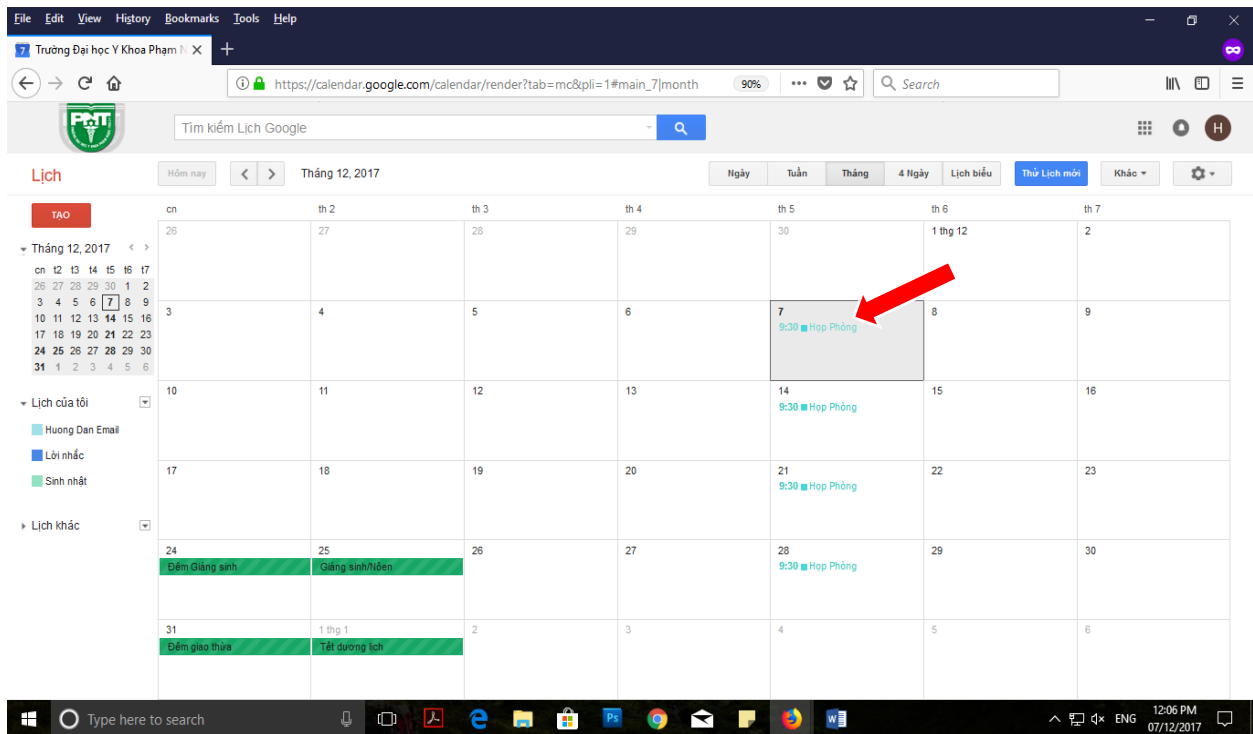 File Edit View History Bookmarks Tools Help
7 Trường Đại học Y Khoa Phạm N
https://calendar.google.com/calendar/render?tab=mc&pli=1#main_7|month 90% Search
PNT
Tìm kiếm Lịch Google
H
Lịch
Hôm nay
Tháng 12, 2017
Ngày Tuần Tháng 4 Ngày Lịch biểu Thử Lịch mới Khác
TẠO
Tháng 12, 2017
cn t2 t3 t4 t5 t6 t7
26 27 28 29 30 1 2
3 4 5 6 7 8 9
10 11 12 13 14 15 16
17 18 19 20 21 22 23
24 25 26 27 28 29 30
31 1 2 3 4 5 6
Lịch của tôi
Huong Dan Email
Lời nhắc
Sinh nhật
Lịch khác
cn th 2 th 3 th 4 th 5 th 6 th 7
26 27 28 29 30 1 thg 12 2
3 4 5 6 7 8 9
9:30 Họp Phòng
10 11 12 13 14 15 16
9:30 Họp Phòng
17 18 19 20 21 22 23
9:30 Họp Phòng
24 25 26 27 28 29 30
Đêm Giáng sinh Giáng sinh/Nôen 9:30 Họp Phòng
31 1 thg 1 2 3 4 5 6
Đêm giao thừa Tết dương lịch
Type here to search
Ps
ENG
12:06 PM
07/12/2017